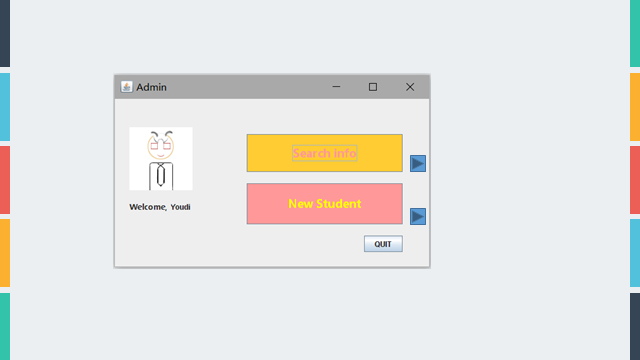 Admin
Search info
New Student
Welcome, Youdi
QUIT